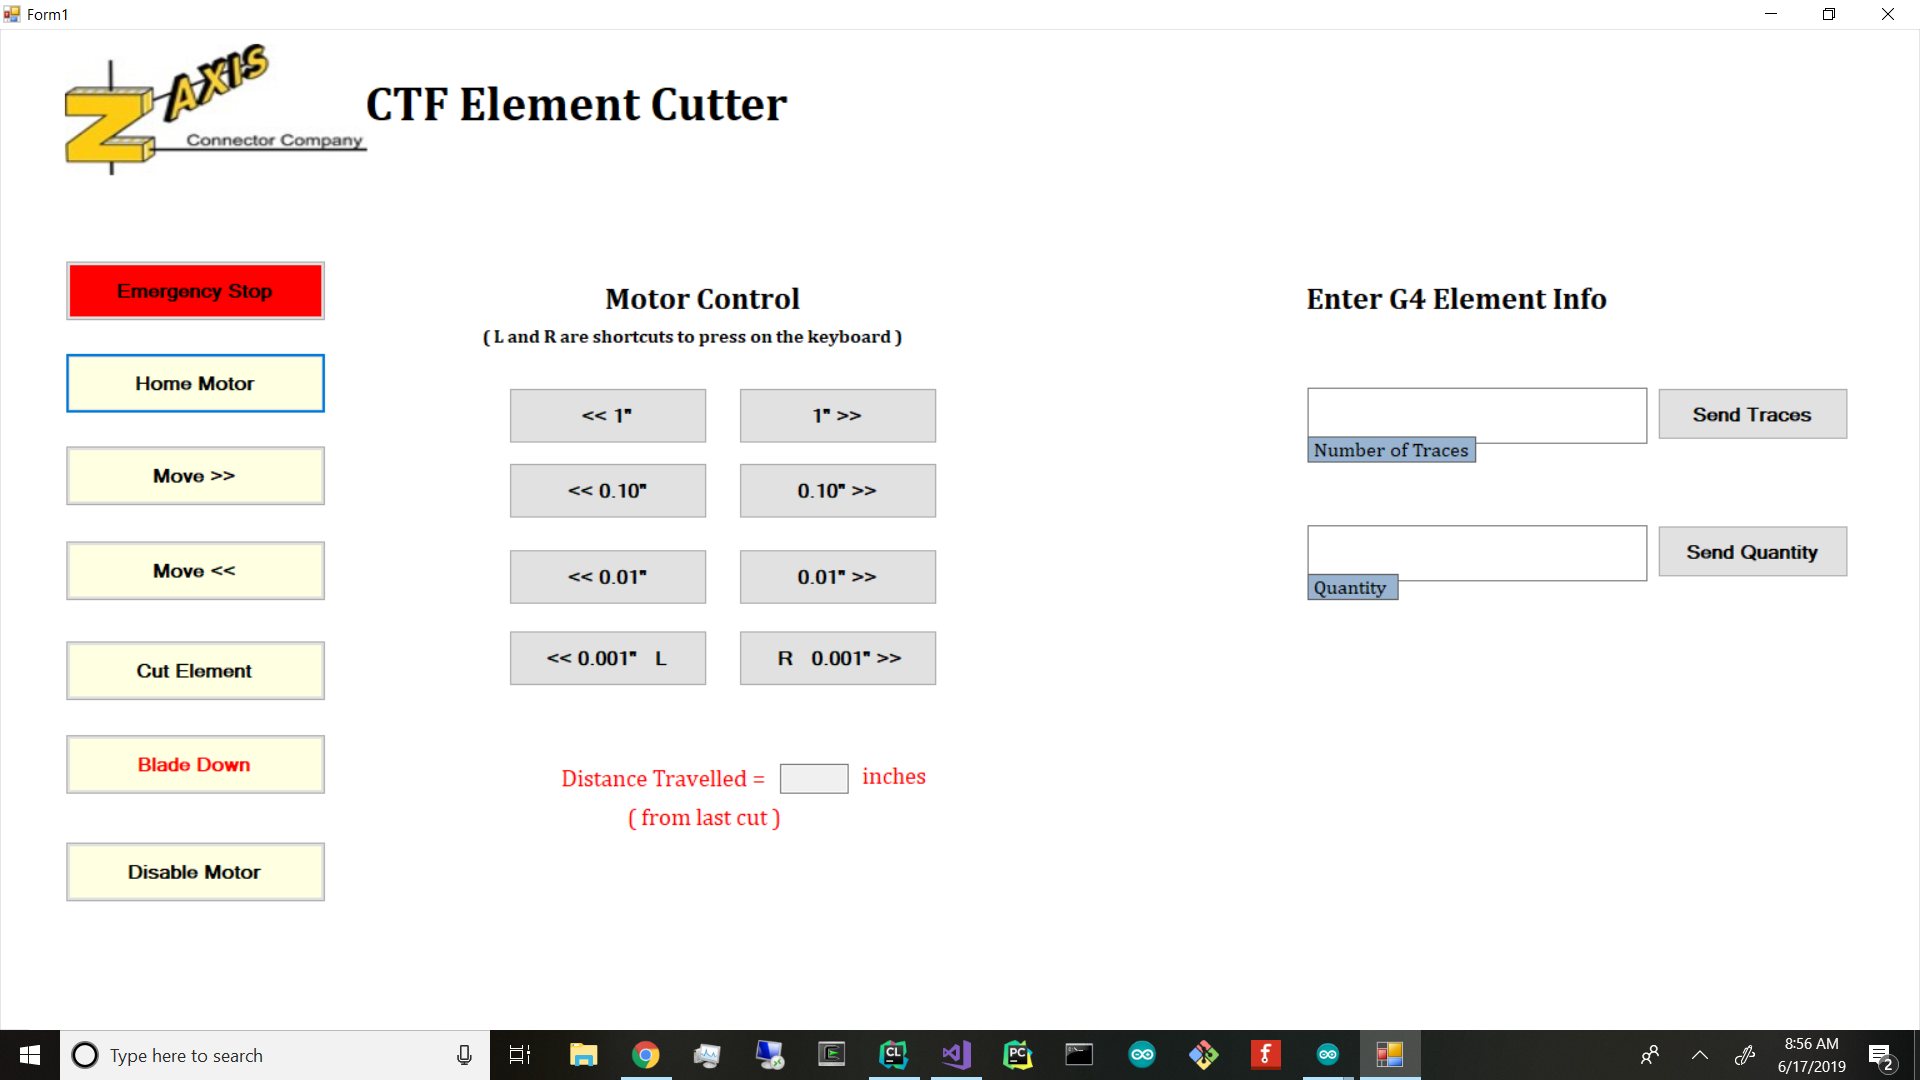 Form1
Z AXIS
Connector Company
CTF Element Cutter
Emergency Stop
Home Motor
Move >>
Move <<
Cut Element
Blade Down
Disable Motor
Motor Control
( L and R are shortcuts to press on the keyboard )
<< 1" 1" >>
<< 0.10" 0.10" >>
<< 0.01" 0.01" >>
<< 0.001" L R 0.001" >>
Distance Travelled = inches
( from last cut )
Enter G4 Element Info
Send Traces
Number of Traces
Send Quantity
Quantity
Type here to search
CL
PC
8:56 AM
6/17/2019
2